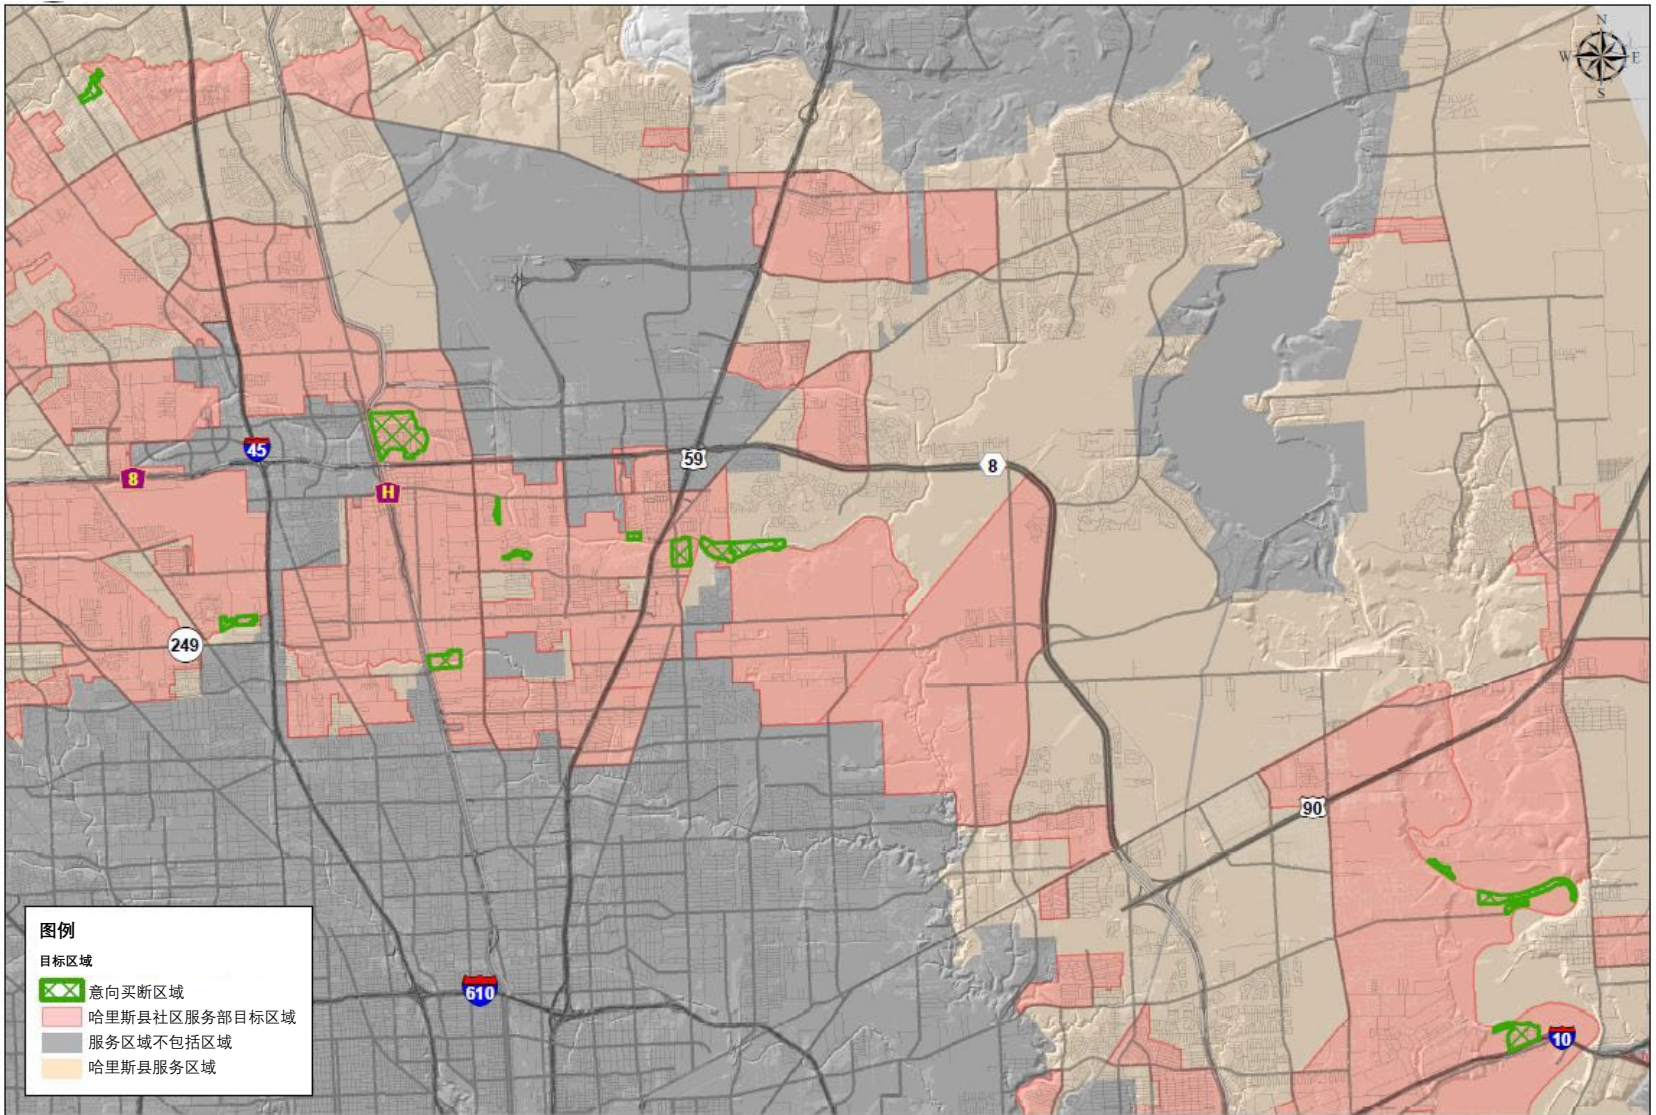 N
W E
S
45
59
8
8
H
249
90
图例
目标区域
意向买断区域
610
哈里斯县社区服务部目标区域
服务区域不包括区域
10
哈里斯县服务区域